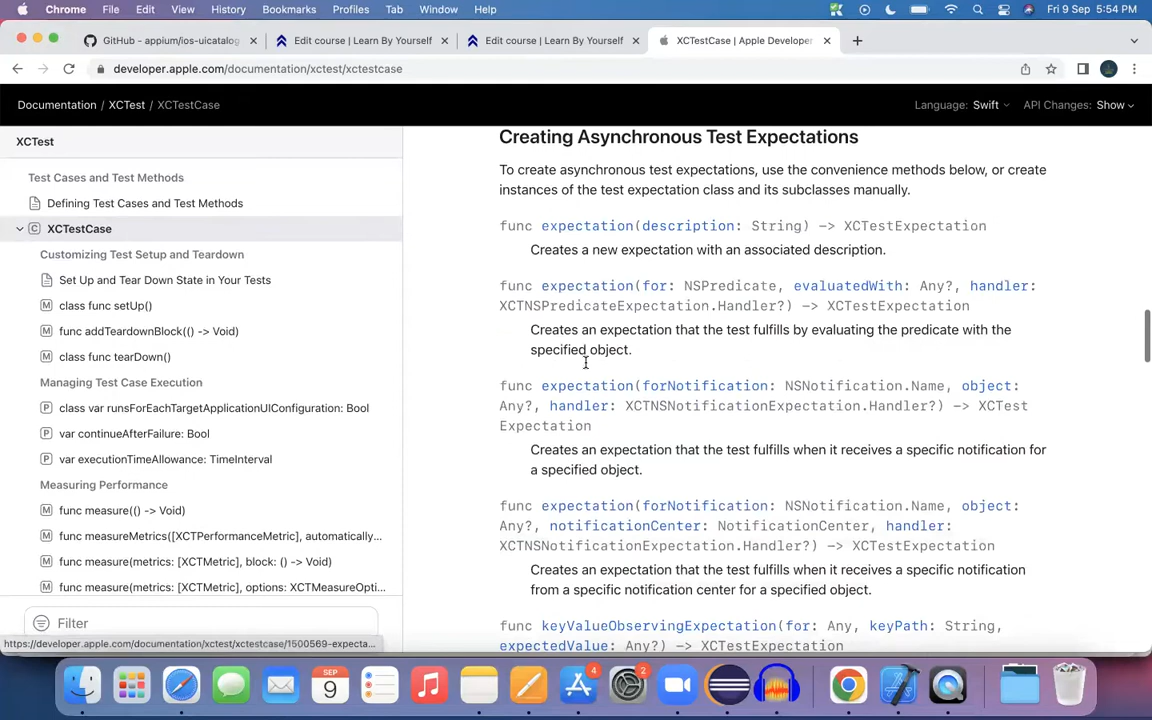 Chrome File Edit View History Bookmarks Profiles Tab Window Help Fri 9 Sep 5:54 PM
GitHub - appium/ios-uicatalog Edit course | Learn By Yourself Edit course | Learn By Yourself XCTestCase | Apple Developer
developer.apple.com/documentation/xctest/xctestcase
Documentation / XCTest / XCTestCase Language: Swift API Changes: Show
XCTest
Test Cases and Test Methods
Defining Test Cases and Test Methods
C XCTestCase
Customizing Test Setup and Teardown
Set Up and Tear Down State in Your Tests
M class func setUp()
M func addTeardownBlock(() -> Void)
M class func tearDown()
Managing Test Case Execution
P class var runsForEachTargetApplicationUIConfiguration: Bool
P var continueAfterFailure: Bool
P var executionTimeAllowance: TimeInterval
Measuring Performance
M func measure(() -> Void)
M func measureMetrics([XCTPerformanceMetric], automatically...
M func measure(metrics: [XCTMetric], block: () -> Void)
M func measure(metrics: [XCTMetric], options: XCTMeasureOpti...
Filter
https://developer.apple.com/documentation/xctest/xctestcase/1500569-expecta...
Creating Asynchronous Test Expectations
To create asynchronous test expectations, use the convenience methods below, or create
instances of the test expectation class and its subclasses manually.
func expectation(description: String) -> XCTestExpectation
Creates a new expectation with an associated description.
func expectation(for: NSPredicate, evaluatedWith: Any?, handler:
XCTNSPredicateExpectation.Handler?) -> XCTestExpectation
Creates an expectation that the test fulfills by evaluating the predicate with the
specified object.
func expectation(forNotification: NSNotification.Name, object:
Any?, handler: XCTNSNotificationExpectation.Handler?) -> XCTest
Expectation
Creates an expectation that the test fulfills when it receives a specific notification for
a specified object.
func expectation(forNotification: NSNotification.Name, object:
Any?, notificationCenter: NotificationCenter, handler:
XCTNSNotificationExpectation.Handler?) -> XCTestExpectation
Creates an expectation that the test fulfills when it receives a specific notification
from a specific notification center for a specified object.
func keyValueObservingExpectation(for: Any, keyPath: String,
expectedValue: Any?) -> XCTestExpectation
SEP
9
4
2